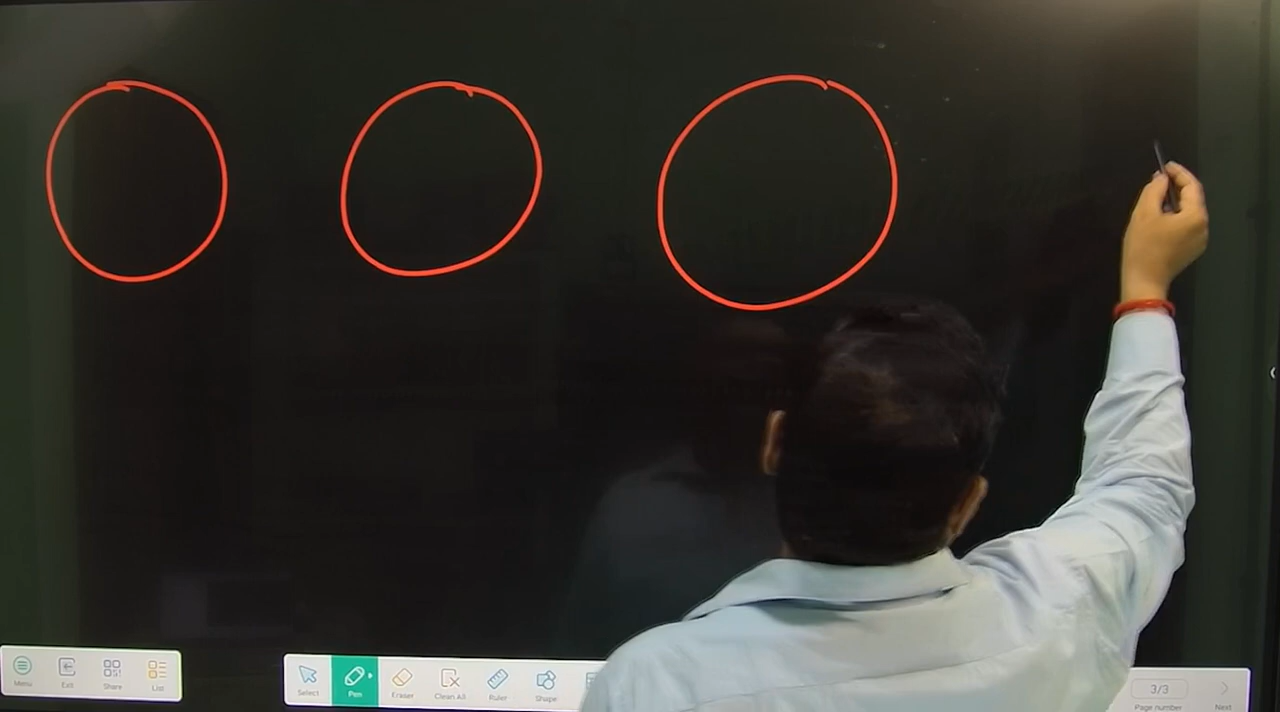 Menu
Exit
Share
List
Select
Pen
Eraser
Clean All
Ruler
Shape
3/3
Page number
Next